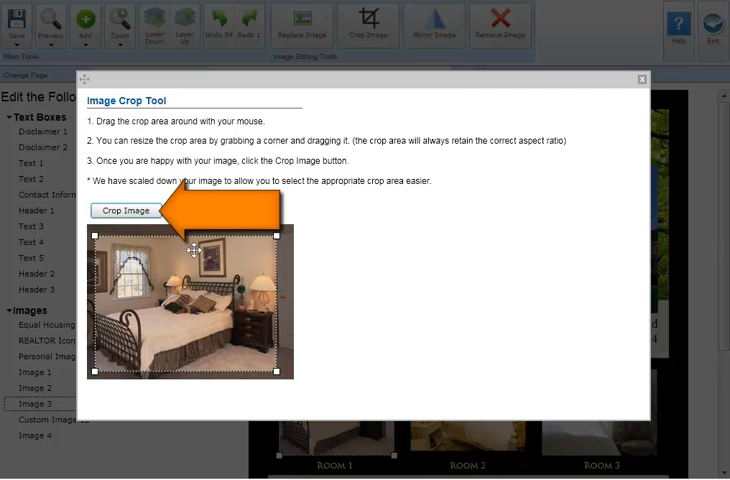 Save
Preview
Add
Zoom
Layer Down
Layer Up
Undo 54
Redo 1
Replace Image
Crop Image
Mirror Image
Remove Image
Help
Exit
Main Tools
Image Editing Tools
Change Page
Edit the Follo
Text Boxes
Disclaimer 1
Disclaimer 2
Text 1
Text 2
Contact Inform
Header 1
Text 3
Text 4
Text 5
Header 2
Header 3
Images
Equal Housing
REALTOR Icon
Personal Imag
Image 1
Image 2
Image 3
Custom Image
Image 4
X
Image Crop Tool
1. Drag the crop area around with your mouse.
2. You can resize the crop area by grabbing a corner and dragging it. (the crop area will always retain the correct aspect ratio)
3. Once you are happy with your image, click the Crop Image button.
* We have scaled down your image to allow you to select the appropriate crop area easier.
Crop Image
d
4
Room 1
Room 2
Room 3